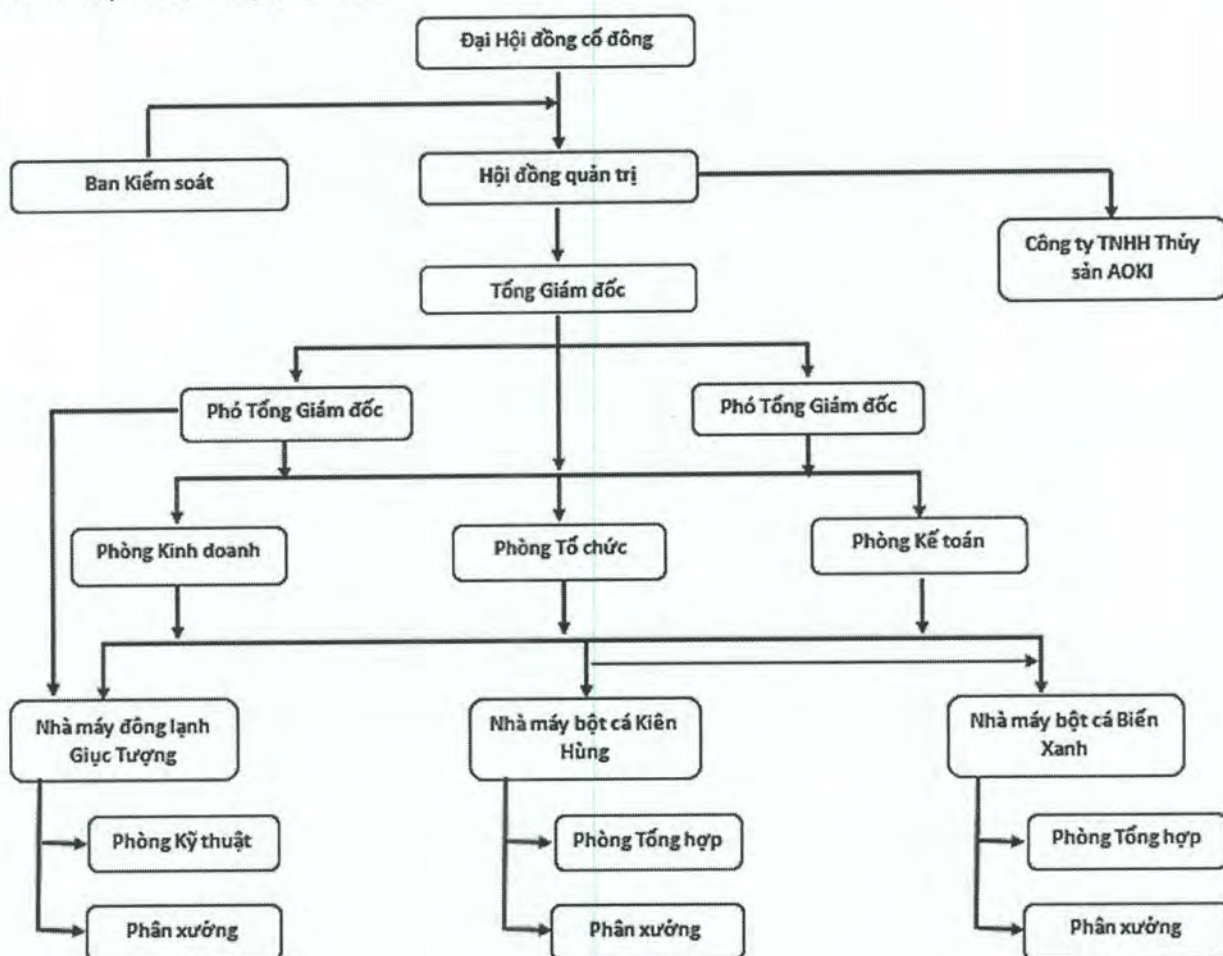 Đại Hội đồng cổ đông
Ban Kiểm soát
Hội đồng quản trị
Công ty TNHH Thủy
sản AOKI
Tổng Giám đốc
Phó Tổng Giám đốc
Phó Tổng Giám đốc
Phòng Kinh doanh
Phòng Tổ chức
Phòng Kế toán
Nhà máy đông lạnh
Giục Tượng
Nhà máy bột cá Kiên
Hùng
Nhà máy bột cá Biển
Xanh
Phòng Kỹ thuật
Phòng Tổng hợp
Phòng Tổng hợp
Phân xưởng
Phân xưởng
Phân xưởng